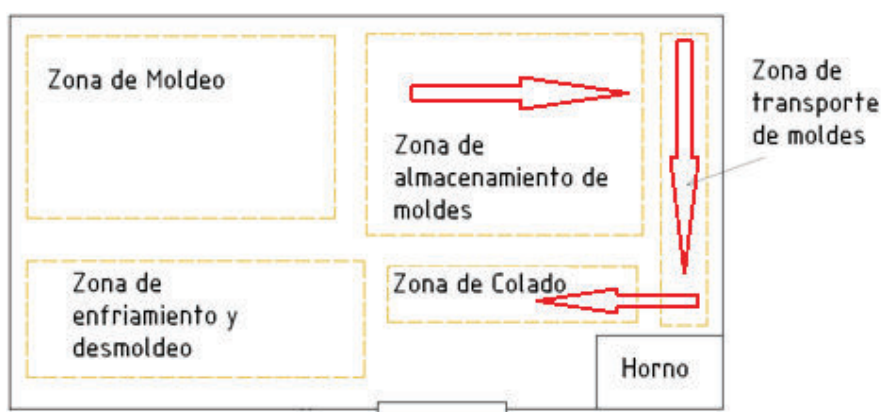 Zona de Moldeo
Zona de
almacenamiento de
moldes
Zona de
transporte
de moldes
Zona de
enfriamiento y
desmoldeo
Zona de Colado
Horno